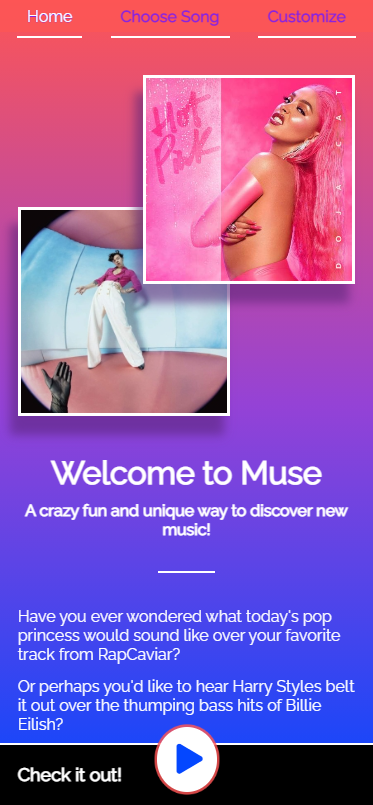 Home Choose Song Customize
Hot
Pink
DOJA CAT
Welcome to Muse
A crazy fun and unique way to discover new
music!
Have you ever wondered what today's pop
princess would sound like over your favorite
track from RapCaviar?
Or perhaps you'd like to hear Harry Styles belt
it out over the thumping bass hits of Billie
Eilish?
Check it out!